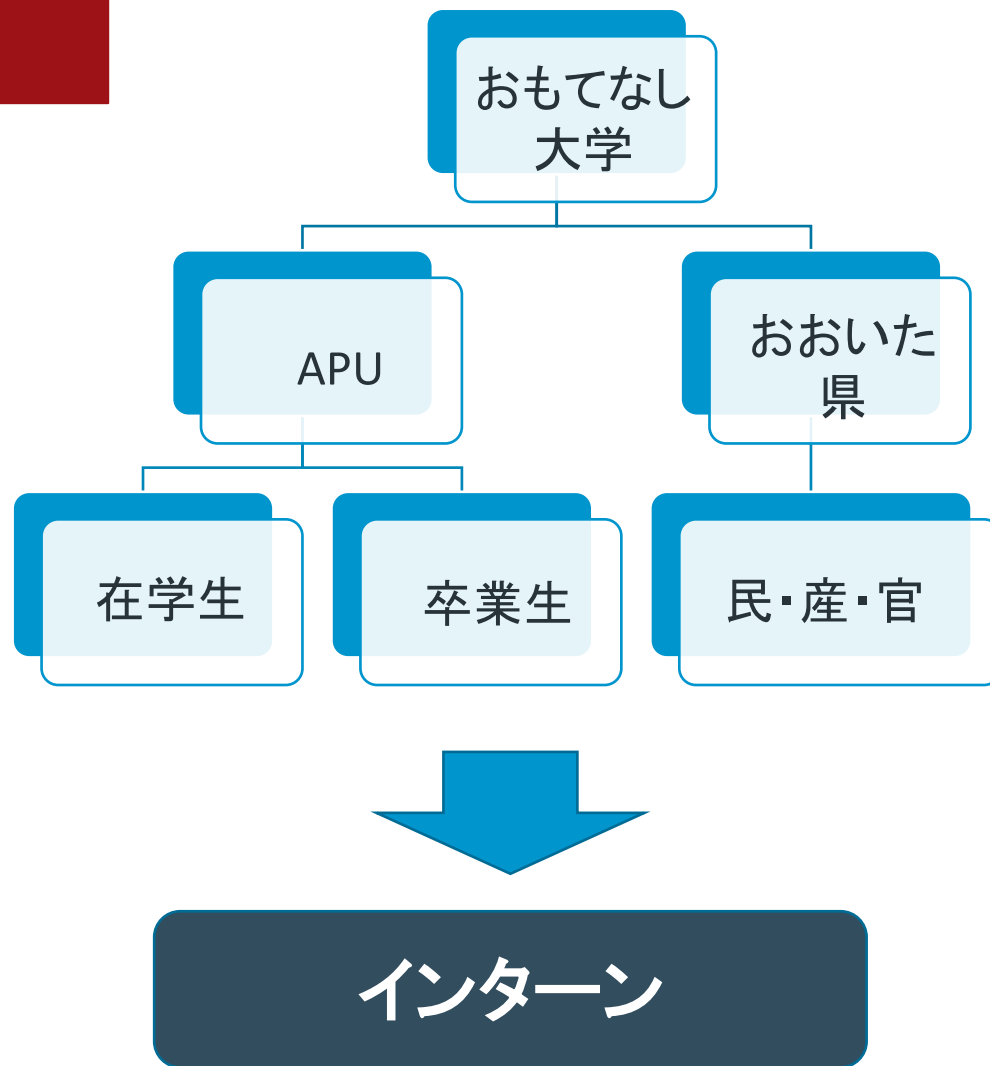 おもてなし
大学
APU
おおいた
県
在学生
卒業生
民・産・官
インターン